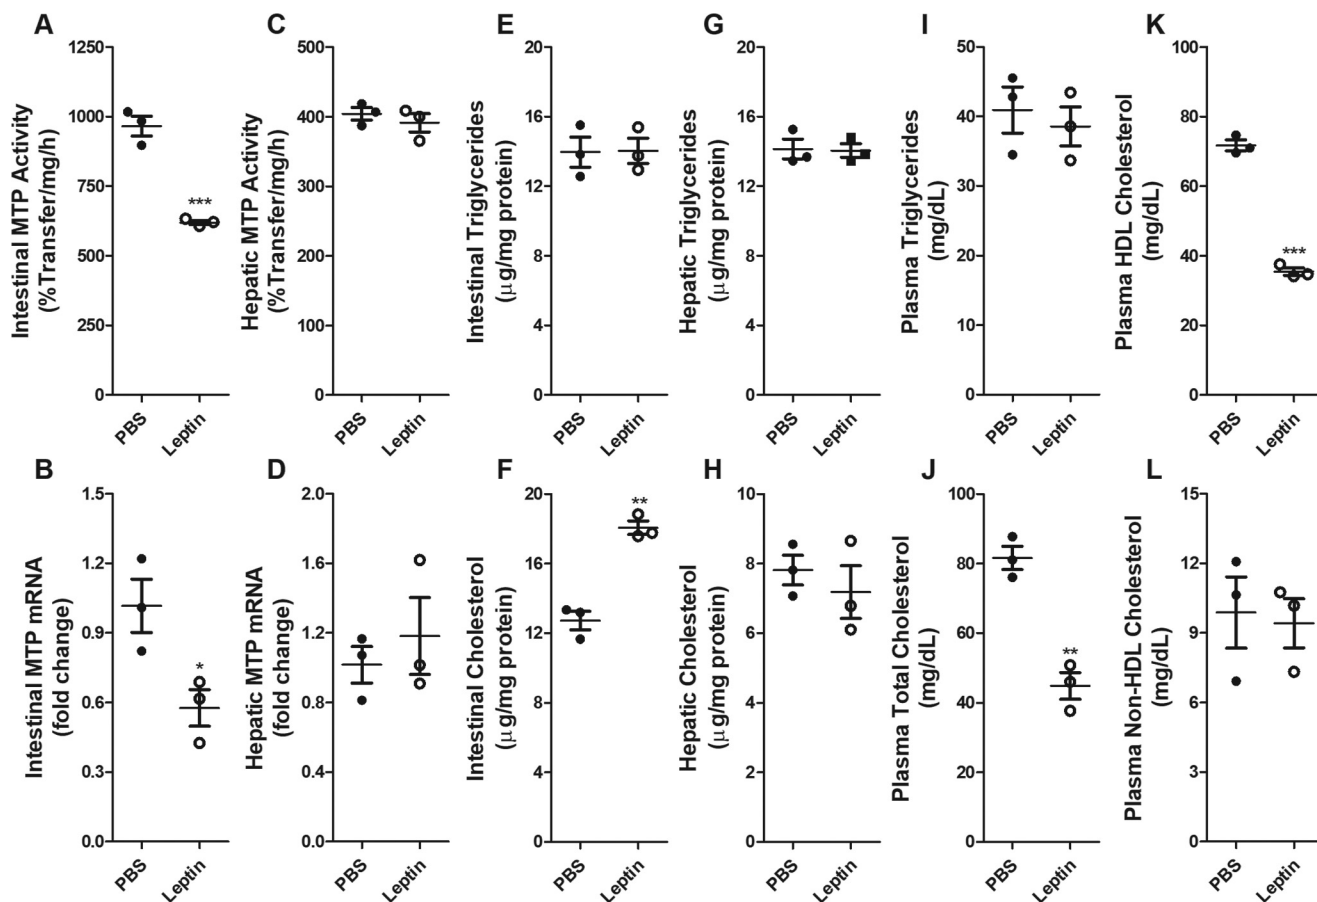 A
Intestinal MTP Activity
(%Transfer/mg/h)
1250
1000
750
500
250
0
***
PBS
Leptin
C
Hepatic MTP Activity
(%Transfer/mg/h)
500
400
300
200
100
0
PBS
Leptin
E
Intestinal Triglycerides
(µg/mg protein)
20
16
12
8
4
0
PBS
Leptin
G
Hepatic Triglycerides
(µg/mg protein)
20
16
12
8
4
0
PBS
Leptin
I
Plasma Triglycerides
(mg/dL)
50
40
30
20
10
0
PBS
Leptin
K
Plasma HDL Cholesterol
(mg/dL)
100
80
60
40
20
0
***
PBS
Leptin
B
Intestinal MTP mRNA
(fold change)
1.5
1.2
0.9
0.6
0.3
0.0
*
PBS
Leptin
D
Hepatic MTP mRNA
(fold change)
2.0
1.6
1.2
0.8
0.4
0.0
PBS
Leptin
F
Intestinal Cholesterol
(µg/mg protein)
20
16
12
8
4
0
**
PBS
Leptin
H
Hepatic Cholesterol
(µg/mg protein)
10
8
6
4
2
0
PBS
Leptin
J
Plasma Total Cholesterol
(mg/dL)
100
80
60
40
20
0
**
PBS
Leptin
L
Plasma Non-HDL Cholesterol
(mg/dL)
15
12
9
6
3
0
PBS
Leptin